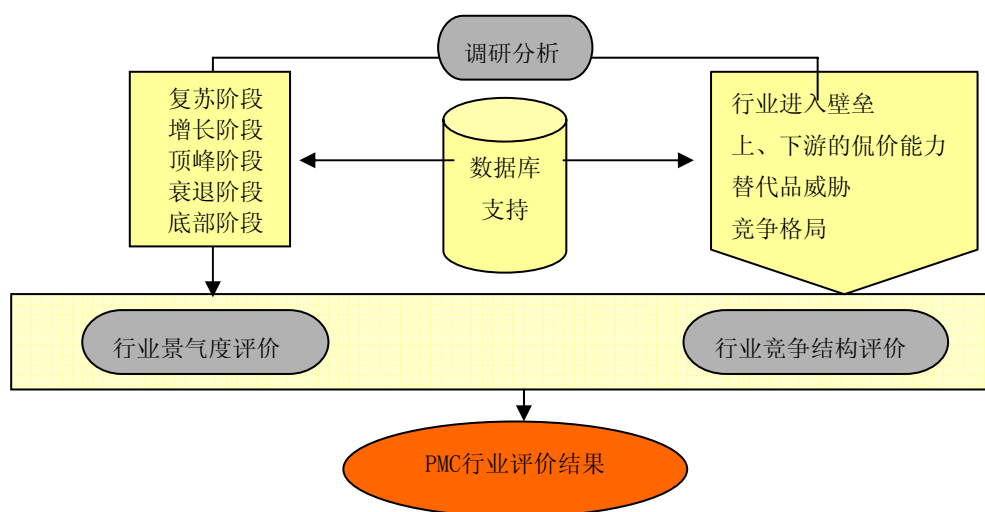 调研分析
复苏阶段
增长阶段
顶峰阶段
衰退阶段
底部阶段
数据库
支持
行业进入壁垒
上、下游的侃价能力
替代品威胁
竞争格局
行业景气度评价
行业竞争结构评价
PMC行业评价结果